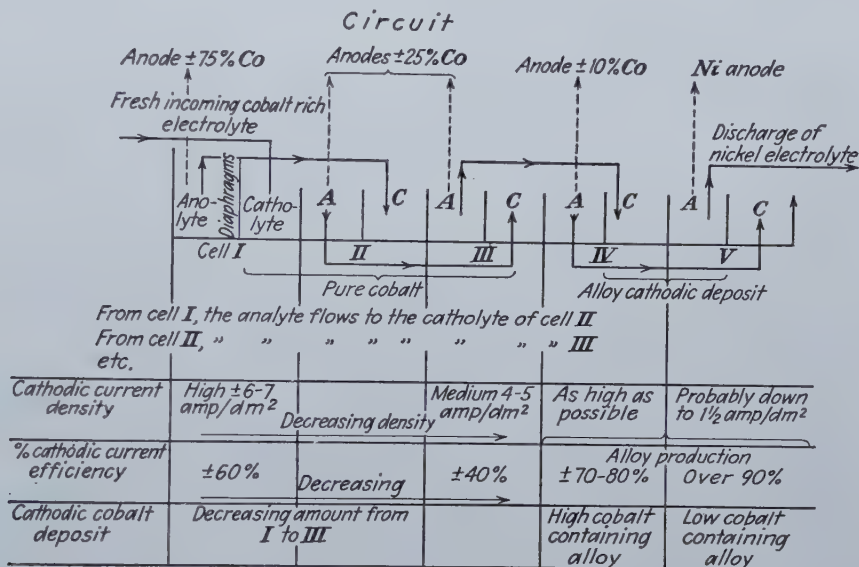 Circuit
Anode ±75% Co
Anodes ±25% Co
Anode ±10% Co
Ni anode
Fresh incoming cobalt rich
electrolyte
Discharge of
nickel electrolyte
Ano-
lyte
Diaphragms
Catho-
lyte
A
C
A
C
A
C
A
C
Cell I
II
III
IV
V
Pure cobalt
Alloy cathodic deposit
From cell I, the analyte flows to the catholyte of cell II
From cell II, " " " " " " " " III
etc.
Cathodic current
density
High ±6-7
amp/dm²
Decreasing density
Medium 4-5
amp/dm²
As high as
possible
Probably down
to 1½ amp/dm²
% cathodic current
efficiency
±60%
Decreasing
±40%
Alloy production
±70-80%
Over 90%
Cathodic cobalt
deposit
Decreasing amount from
I to III
High cobalt
containing
alloy
Low cobalt
containing
alloy